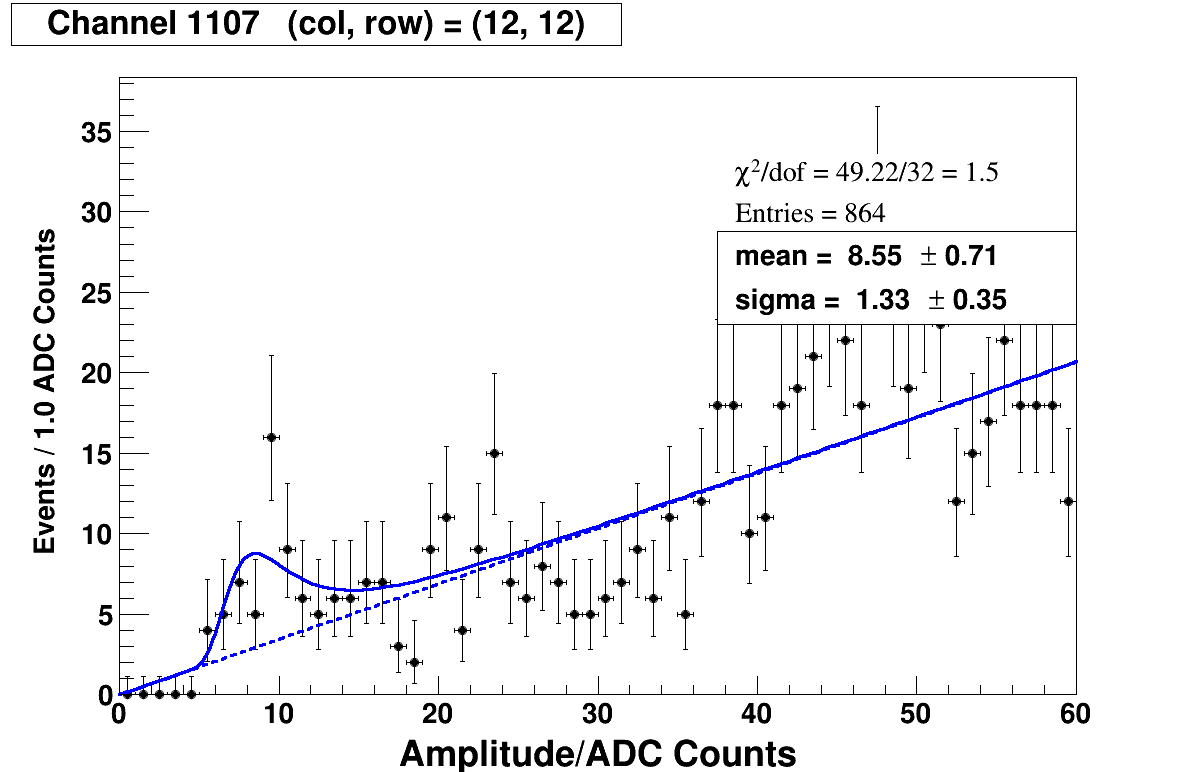 Channel 1107 (col, row) = (12, 12)
χ²/dof = 49.22/32 = 1.5
Entries = 864
mean = 8.55 ± 0.71
sigma = 1.33 ± 0.35
Events / 1.0 ADC Counts
35
30
25
20
15
10
5
0
0 10 20 30 40 50 60
Amplitude/ADC Counts